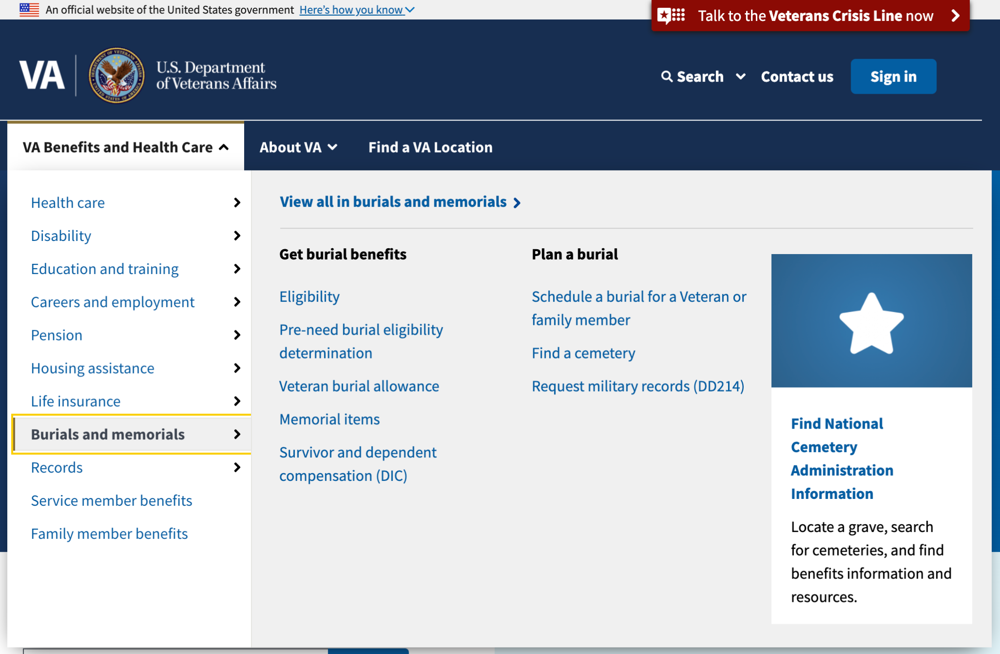 An official website of the United States government Here's how you know
Talk to the Veterans Crisis Line now
VA
U.S. Department
of Veterans Affairs
Search
Contact us
Sign in
VA Benefits and Health Care
About VA
Find a VA Location
Health care
Disability
Education and training
Careers and employment
Pension
Housing assistance
Life insurance
Burials and memorials
Records
Service member benefits
Family member benefits
View all in burials and memorials
Get burial benefits
Eligibility
Pre-need burial eligibility
determination
Veteran burial allowance
Memorial items
Survivor and dependent
compensation (DIC)
Plan a burial
Schedule a burial for a Veteran or
family member
Find a cemetery
Request military records (DD214)
Find National
Cemetery
Administration
Information
Locate a grave, search
for cemeteries, and find
benefits information and
resources.